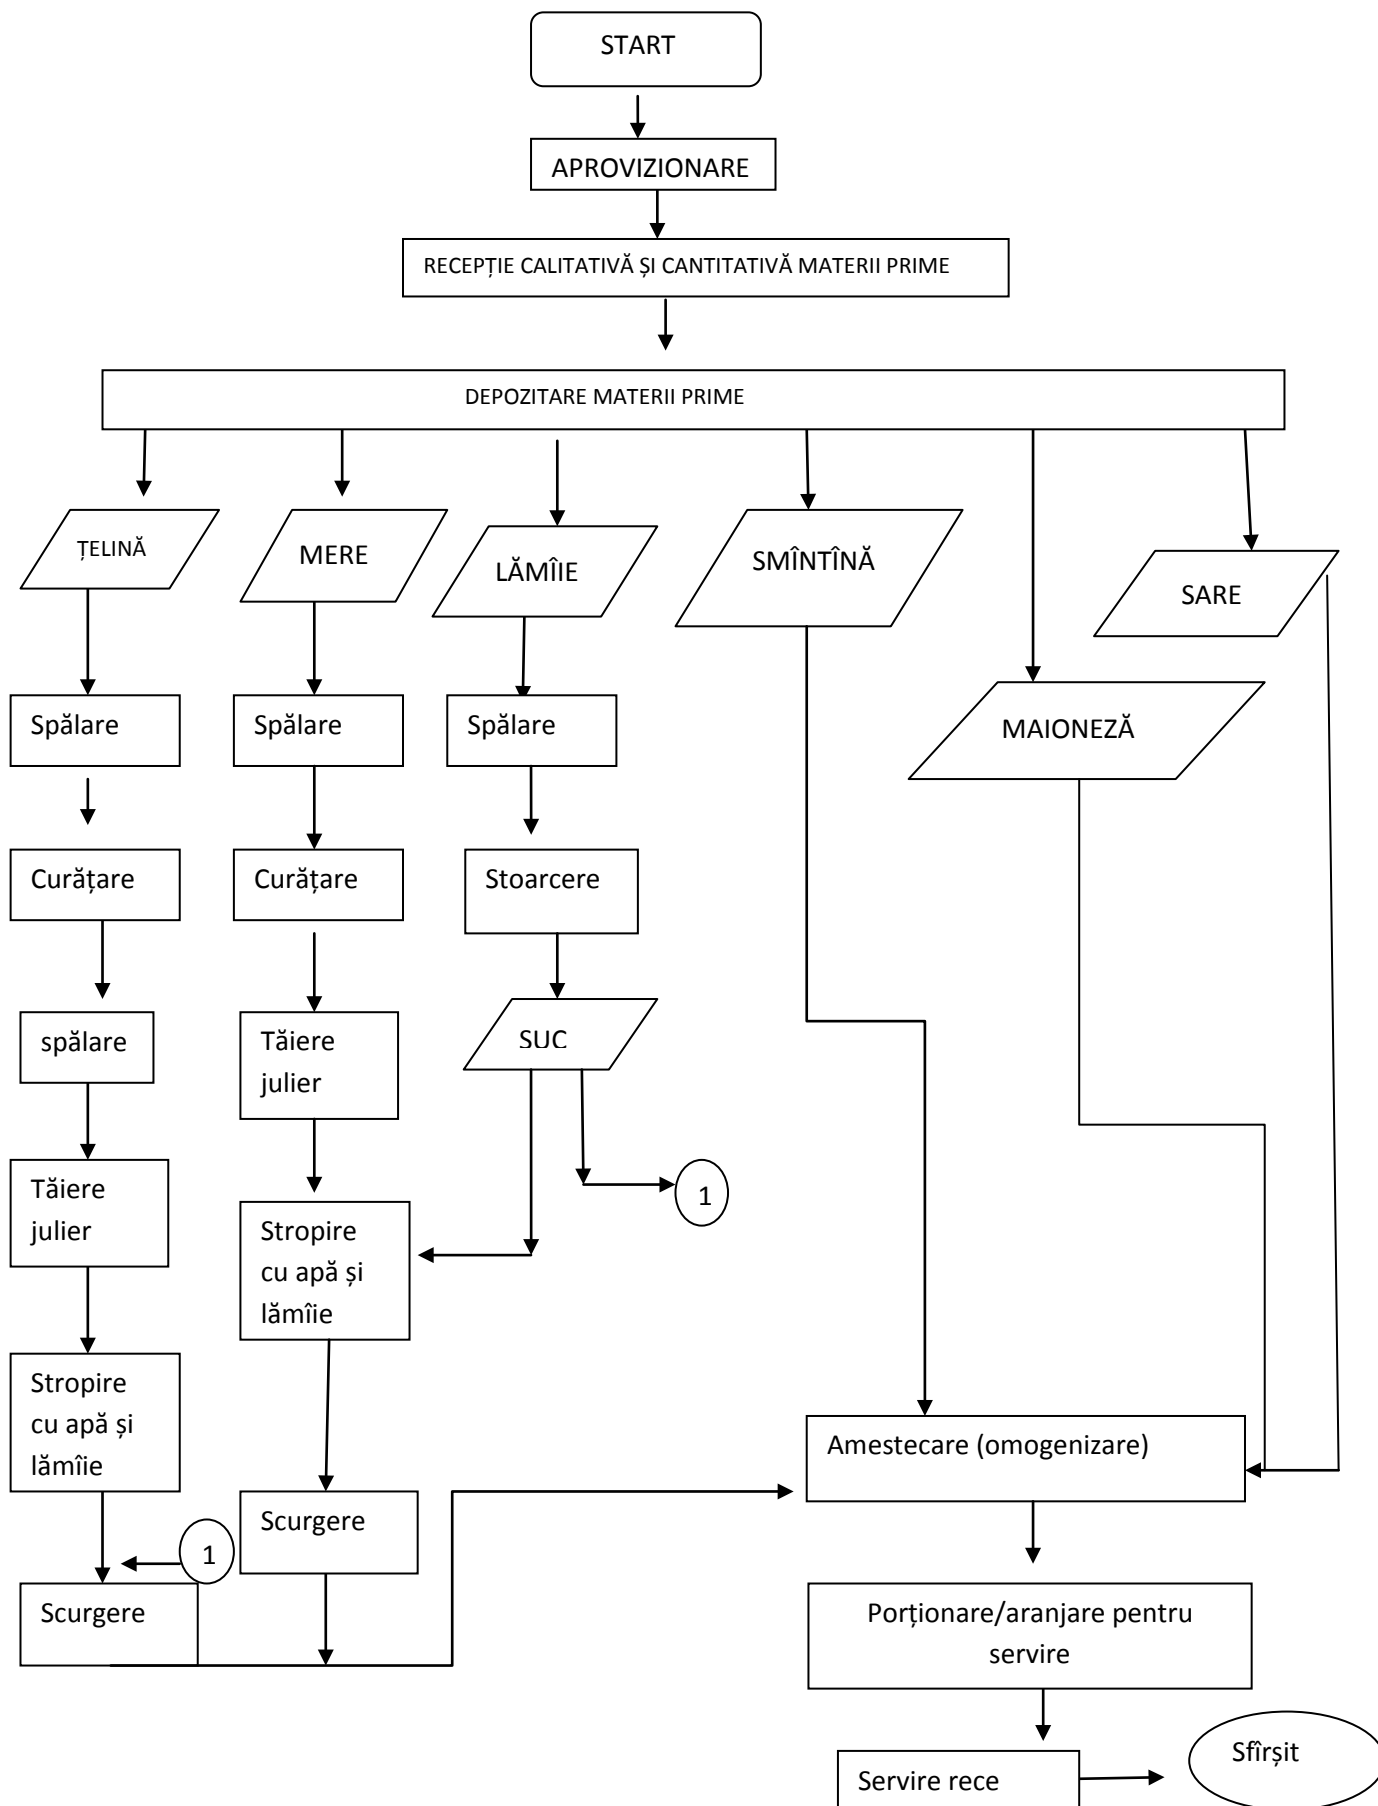 START
APROVIZIONARE
RECEPȚIE CALITATIVĂ ȘI CANTITATIVĂ MATERII PRIME
DEPOZITARE MATERII PRIME
ȚELINĂ
MERE
LĂMÎIE
SMÎNTÎNĂ
SARE
MAIONEZĂ
Spălare
Spălare
Spălare
Curățare
Curățare
Stoarcere
spălare
Tăiere
julier
SUC
Tăiere
julier
1
Stropire
cu apă și
lămîie
Stropire
cu apă și
lămîie
Amestecare (omogenizare)
Scurgere
1
Scurgere
Porționare/aranjare pentru
servire
Servire rece
Sfîrșit